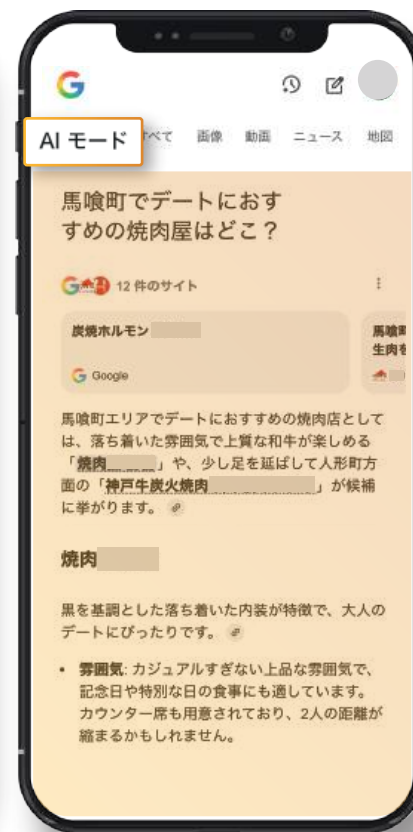 AI モード
べて 画像 動画 ニュース 地図
馬喰町でデートにおす
すめの焼肉屋はどこ？
12 件のサイト
炭焼ホルモン
馬喰町
生肉を
Google
馬喰町エリアでデートにおすすめの焼肉店として
は、落ち着いた雰囲気で上質な和牛が楽しめる
「焼肉 」や、少し足を延ばして人形町方
面の「神戸牛炭火焼肉 」が候補
に挙がります。
焼肉
黒を基調とした落ち着いた内装が特徴で、大人の
デートにぴったりです。
• 雰囲気: カジュアルすぎない上品な雰囲気で、
記念日や特別な日の食事にも適しています。
カウンター席も用意されており、2人の距離が
縮まるかもしれません。